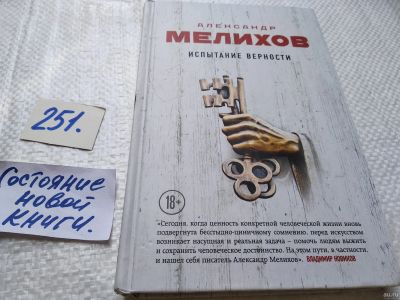 АЛЕКСАНДР
МЕЛИХОВ
ИСПЫТАНИЕ ВЕРНОСТИ
251.
Состояние
новой
книги.
18+
«Сегодня, когда ценность конкретной человеческой жизни вновь
подвергнута бесстыдно-циничному сомнению, перед искусством
возникает насущная и реальная задача – помочь людям выжить
и сохранить человеческое достоинство. На этом пути, в частности
и нашел себя писатель Александр Мелихов». ВЛАДИМИР НОВИКОВ
au.ru